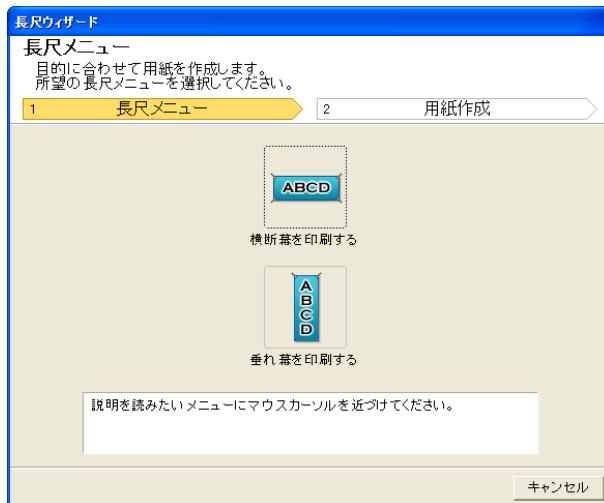 長尺ウィザード
長尺メニュー
目的に合わせて用紙を作成します。
所望の長尺メニューを選択してください。
1 長尺メニュー 2 用紙作成
ABCD
横断幕を印刷する
A
B
C
D
垂れ幕を印刷する
説明を読みたいメニューにマウスカーソルを近づけてください。
キャンセル